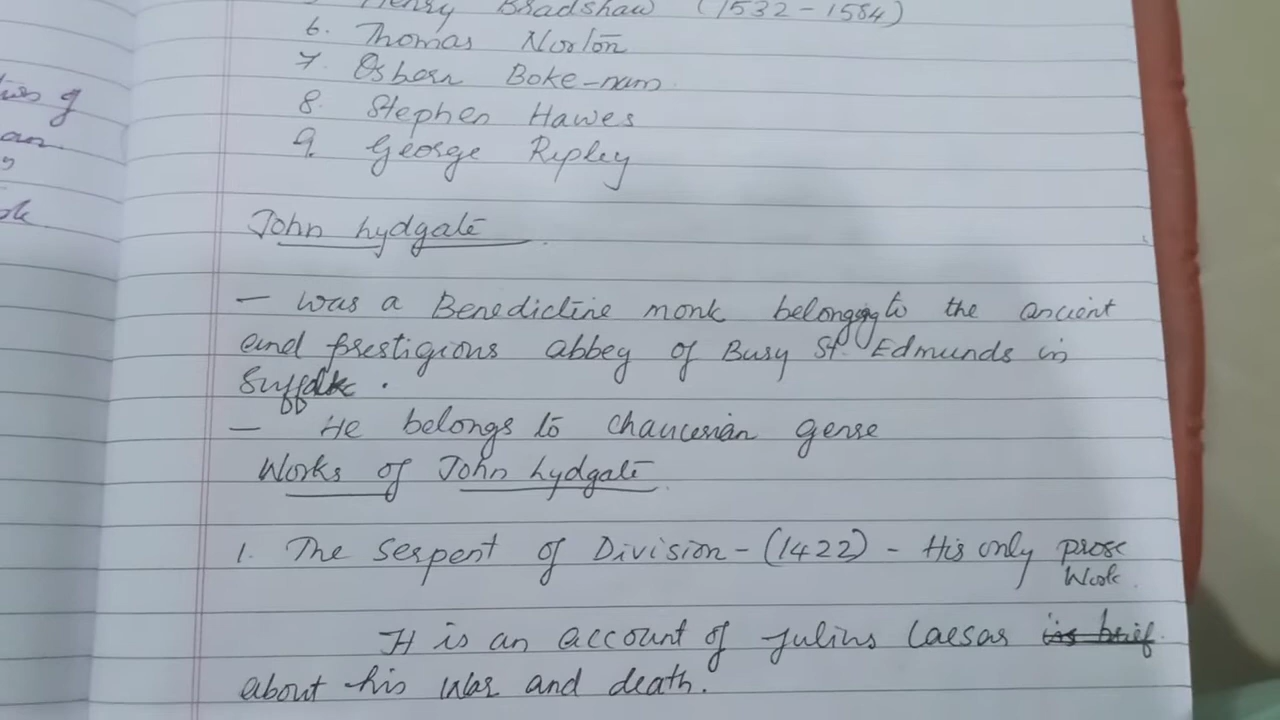 Henry Bradshaw (1532-1584)
6. Thomas Norton
7. Osbern Boke-nam
8. Stephen Hawes
9. George Ripley
John Lydgate
- was a Benedictine monk belonging to the ancient
and prestigious abbey of Bury St. Edmunds in
Suffolk.
- He belongs to Chaucerian genre
Works of John Lydgate
1. The Serpent of Division - (1422) - His only prose
Work.
It is an account of Julius Caesar in brief
about his war and death.